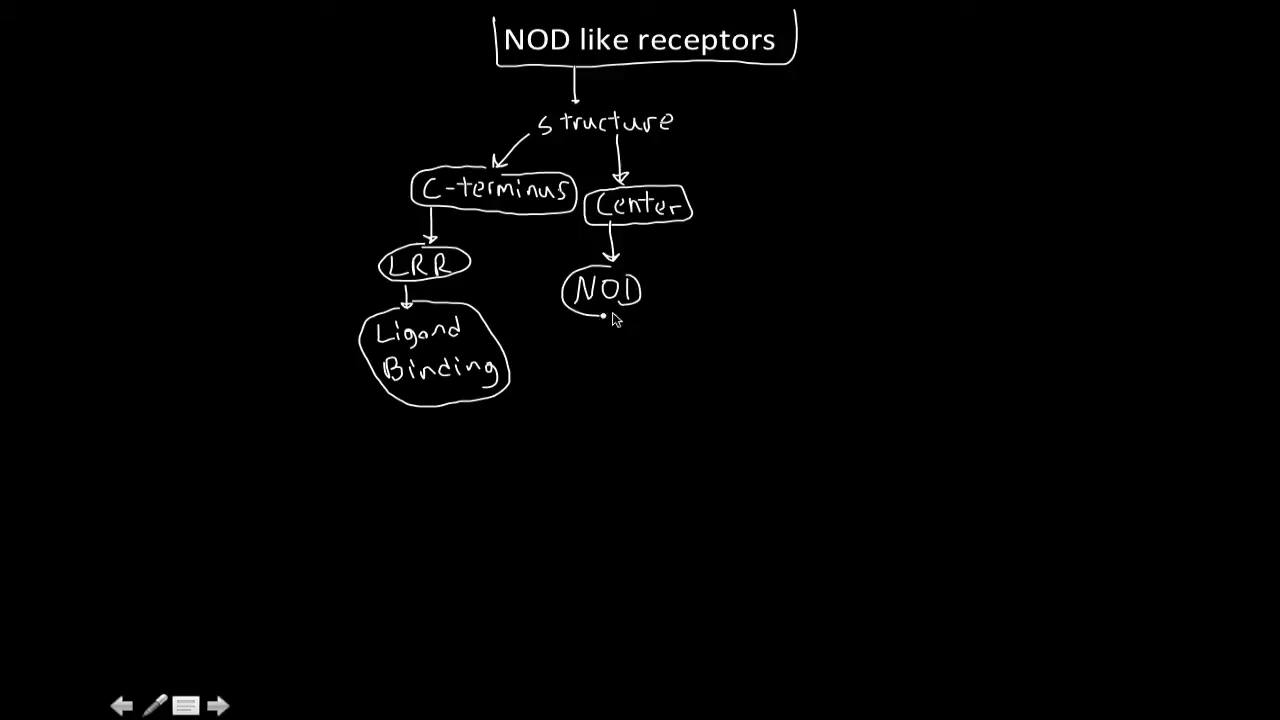 NOD like receptors
structure
C-terminus
Center
LRR
NOD
Ligand
Binding